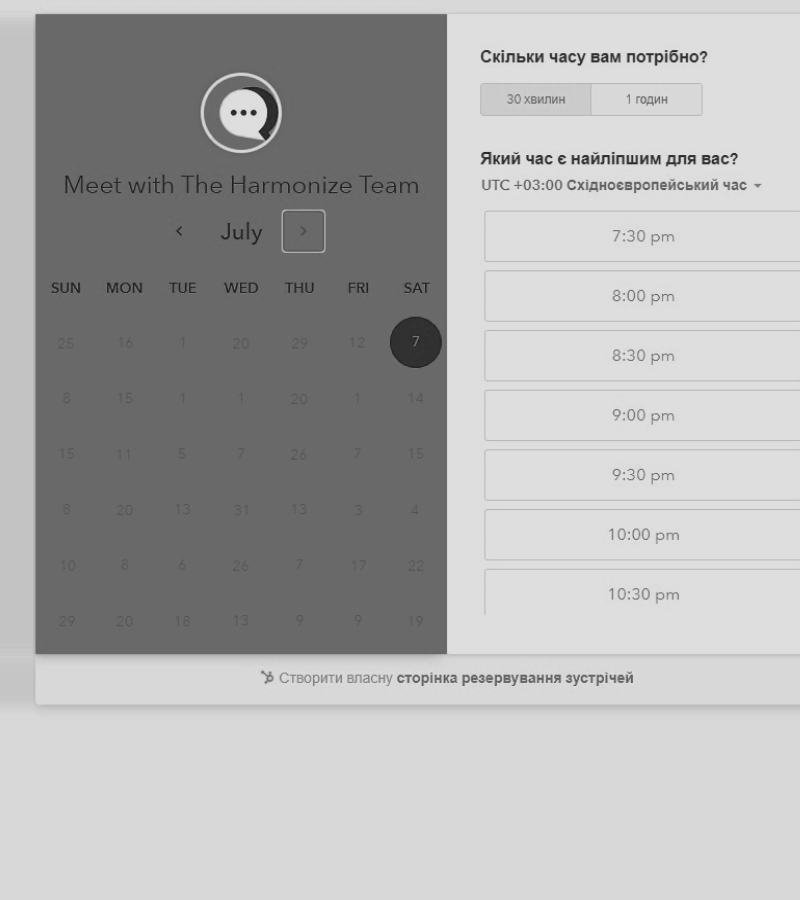 Meet with The Harmonize Team
July
SUN MON TUE WED THU FRI SAT
25 16 1 20 29 12 7
8 15 1 1 20 1 14
15 11 5 7 26 7 15
8 20 13 31 13 3 4
10 8 6 26 7 17 22
29 20 18 13 9 9 19
Скільки часу вам потрібно?
30 хвилин 1 годин
Який час є найліпшим для вас?
UTC +03:00 Східноєвропейський час
7:30 pm
8:00 pm
8:30 pm
9:00 pm
9:30 pm
10:00 pm
10:30 pm
Створити власну сторінка резервування зустрічей